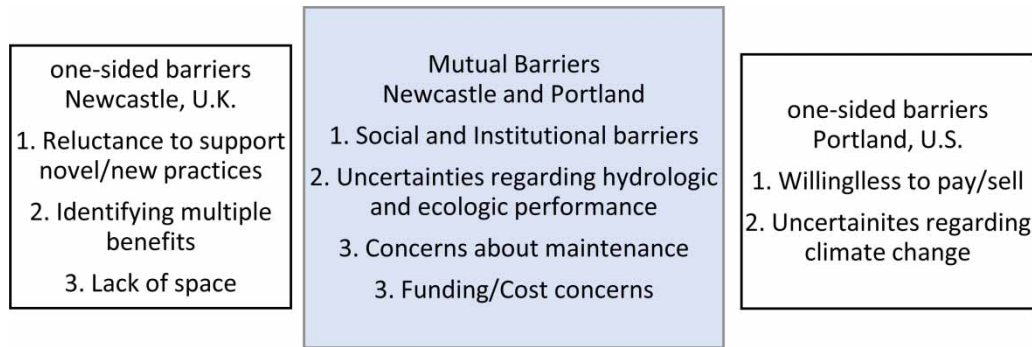 one-sided barriers
Newcastle, U.K.
1. Reluctance to support
novel/new practices
2. Identifying multiple
benefits
3. Lack of space
Mutual Barriers
Newcastle and Portland
1. Social and Institutional barriers
2. Uncertainties regarding hydrologic
and ecologic performance
3. Concerns about maintenance
3. Funding/Cost concerns
one-sided barriers
Portland, U.S.
1. Willinglless to pay/sell
2. Uncertainites regarding
climate change